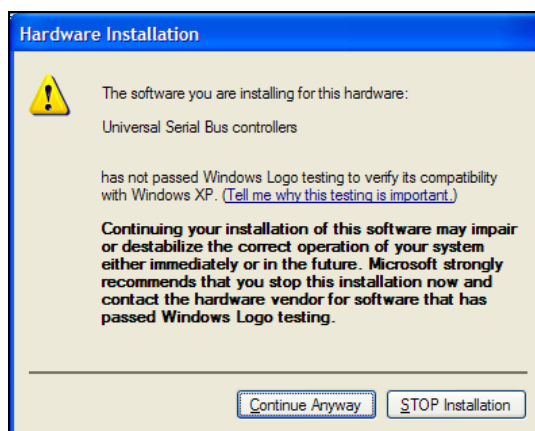 Hardware Installation
The software you are installing for this hardware:
Universal Serial Bus controllers
has not passed Windows Logo testing to verify its compatibility
with Windows XP. (Tell me why this testing is important.)
Continuing your installation of this software may impair
or destabilize the correct operation of your system
either immediately or in the future. Microsoft strongly
recommends that you stop this installation now and
contact the hardware vendor for software that has
passed Windows Logo testing.
Continue Anyway STOP Installation